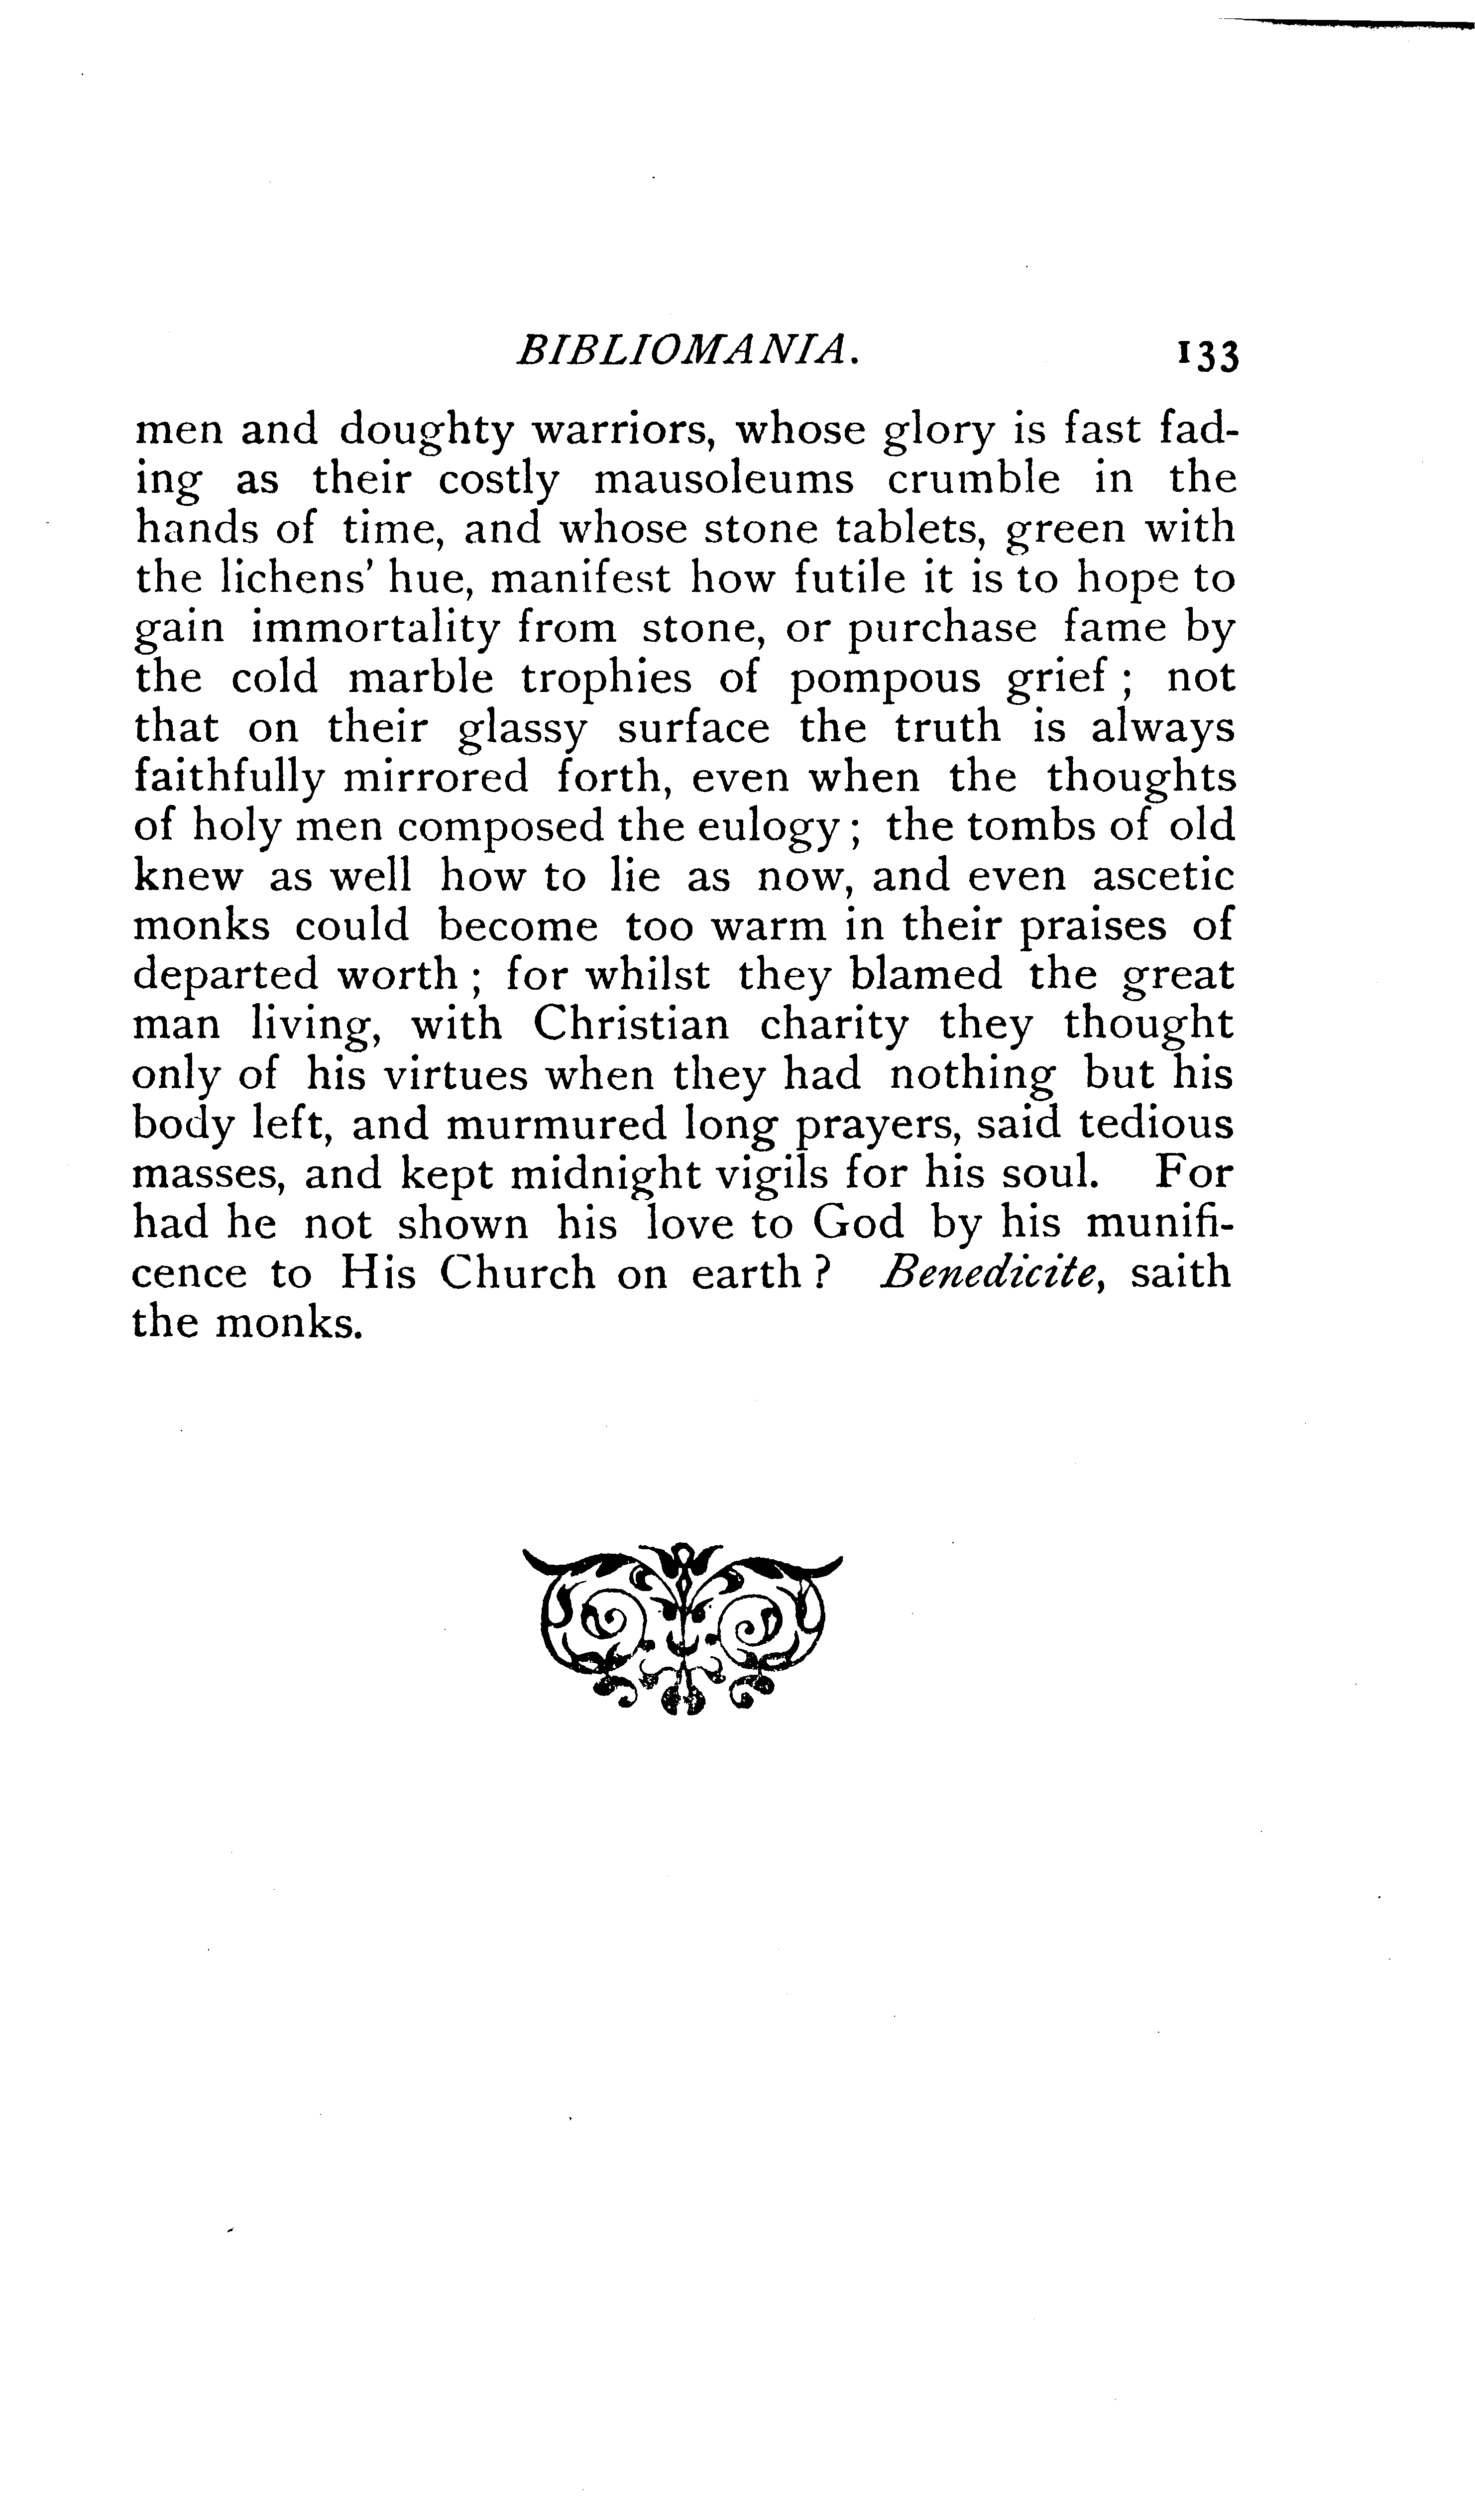 BIBLIOMANIA. 133
men and doughty warriors, whose glory is fast fad-
ing as their costly mausoleums crumble in the
hands of time, and whose stone tablets, green with
the lichens' hue, manifest how futile it is to hope to
gain immortality from stone, or purchase fame by
the cold marble trophies of pompous grief ; not
that on their glassy surface the truth is always
faithfully mirrored forth, even when the thoughts
of holy men composed the eulogy ; the tombs of old
knew as well how to lie as now, and even ascetic
monks could become too warm in their praises of
departed worth ; for whilst they blamed the great
man living, with Christian charity they thought
only of his virtues when they had nothing but his
body left, and murmured long prayers, said tedious
masses, and kept midnight vigils for his soul. For
had he not shown his love to God by his munifi-
cence to His Church on earth ? Benedicite, saith
the monks.